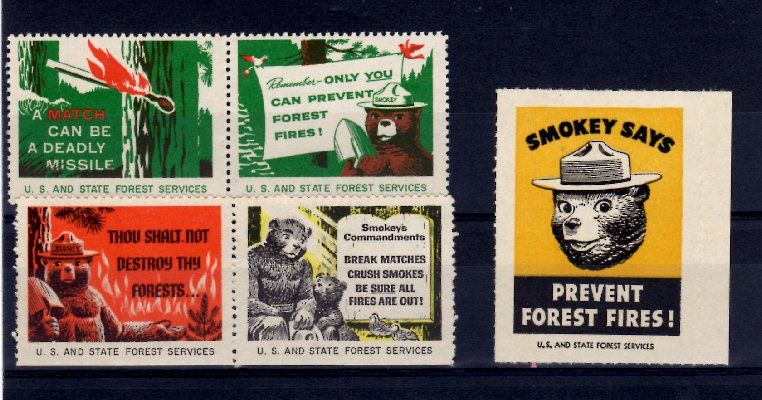 A MATCH
CAN BE
A DEADLY
MISSILE
U. S. AND STATE FOREST SERVICES
Remember-ONLY YOU
CAN PREVENT
FOREST
FIRES!
SMOKEY
U. S. AND STATE FOREST SERVICES
SMOKEY
THOU SHALT NOT
DESTROY THY
FORESTS...
U. S. AND STATE FOREST SERVICES
Smokey's
Commandments
BREAK MATCHES
CRUSH SMOKES
BE SURE ALL
FIRES ARE OUT!
U. S. AND STATE FOREST SERVICES
SMOKEY SAYS
PREVENT
FOREST FIRES!
U.S. AND STATE FOREST SERVICES